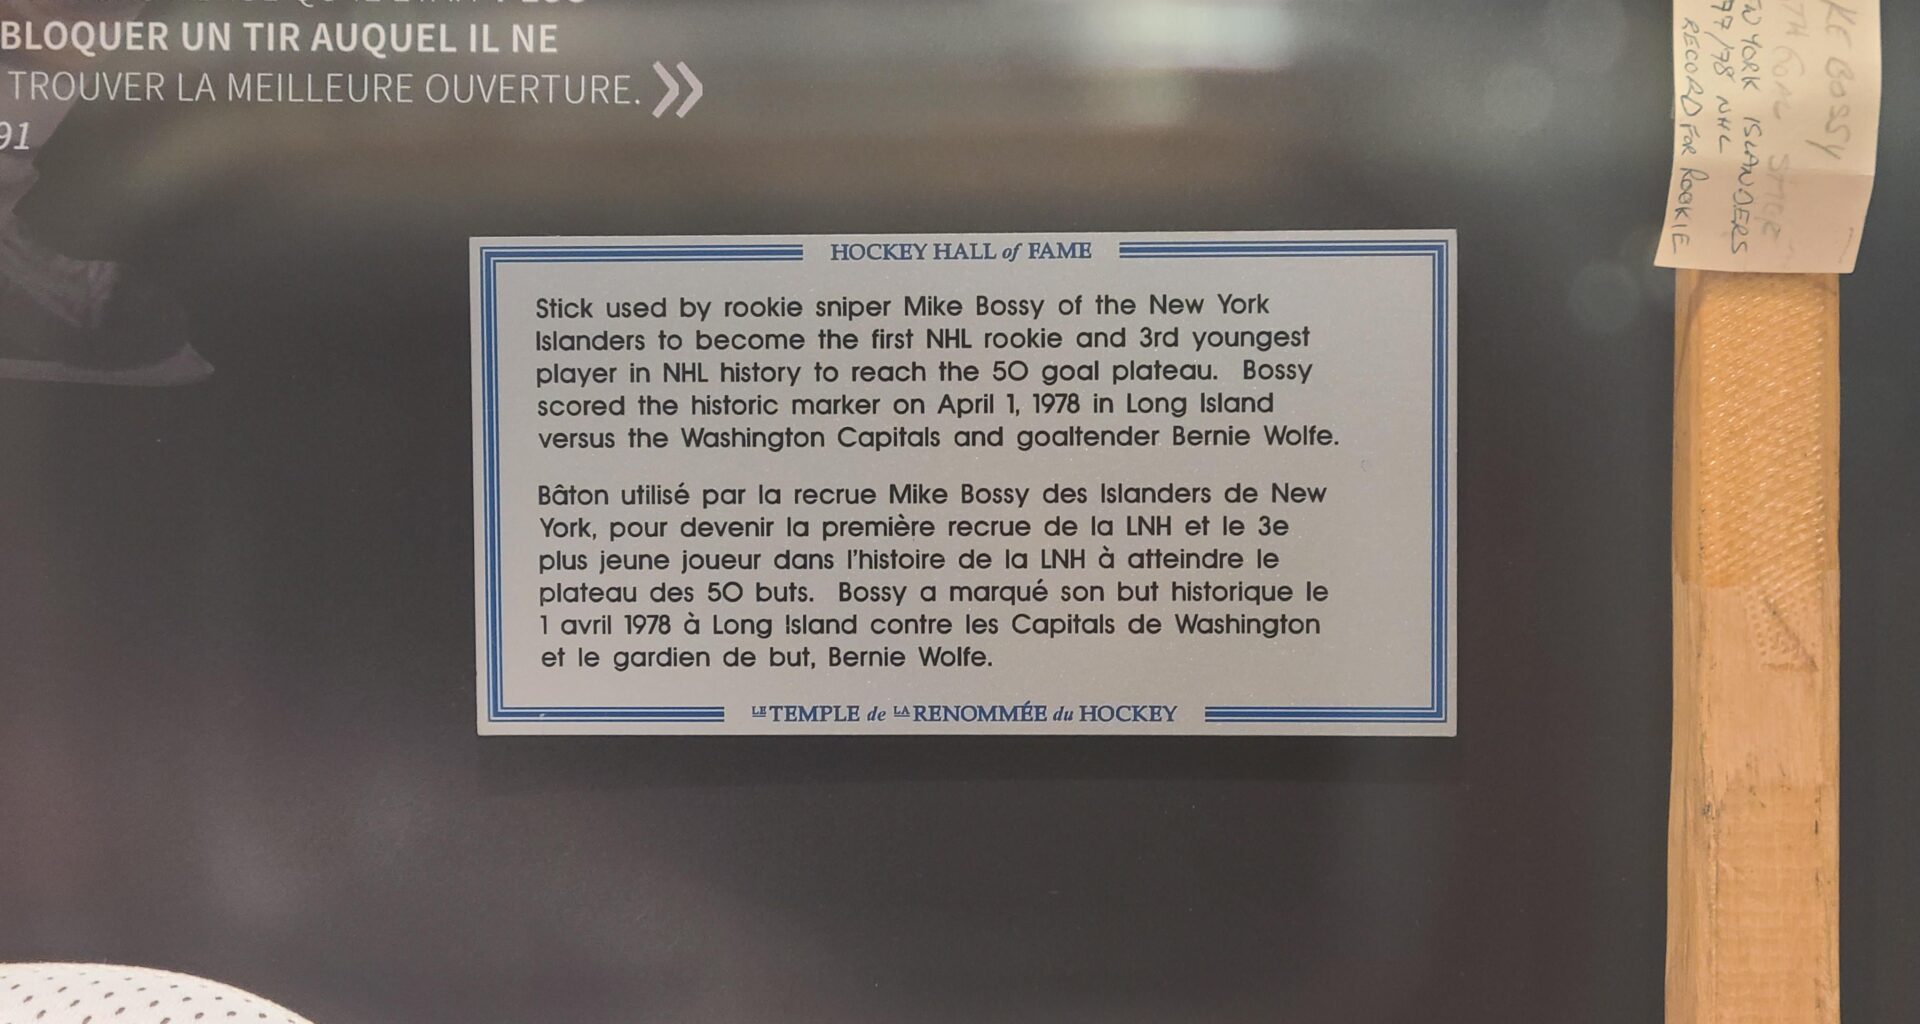 BLOQUER UN TIR AUQUEL IL NE
TROUVER LA MEILLEURE OUVERTURE. »
91
HOCKEY HALL of FAME
Stick used by rookie sniper Mike Bossy of the New York
Islanders to become the first NHL rookie and 3rd youngest
player in NHL history to reach the 50 goal plateau. Bossy
scored the historic marker on April 1, 1978 in Long Island
versus the Washington Capitals and goaltender Bernie Wolfe.
Bâton utilisé par la recrue Mike Bossy des Islanders de New
York, pour devenir la première recrue de la LNH et le 3e
plus jeune joueur dans l'histoire de la LNH à atteindre le
plateau des 50 buts. Bossy a marqué son but historique le
1 avril 1978 à Long Island contre les Capitals de Washington
et le gardien de but, Bernie Wolfe.
LE TEMPLE de LA RENOMMÉE du HOCKEY
KE BOSSY
TH GOAL STICK
W YORK ISLANDERS
77/78 NHL
RECORD FOR ROOKIE